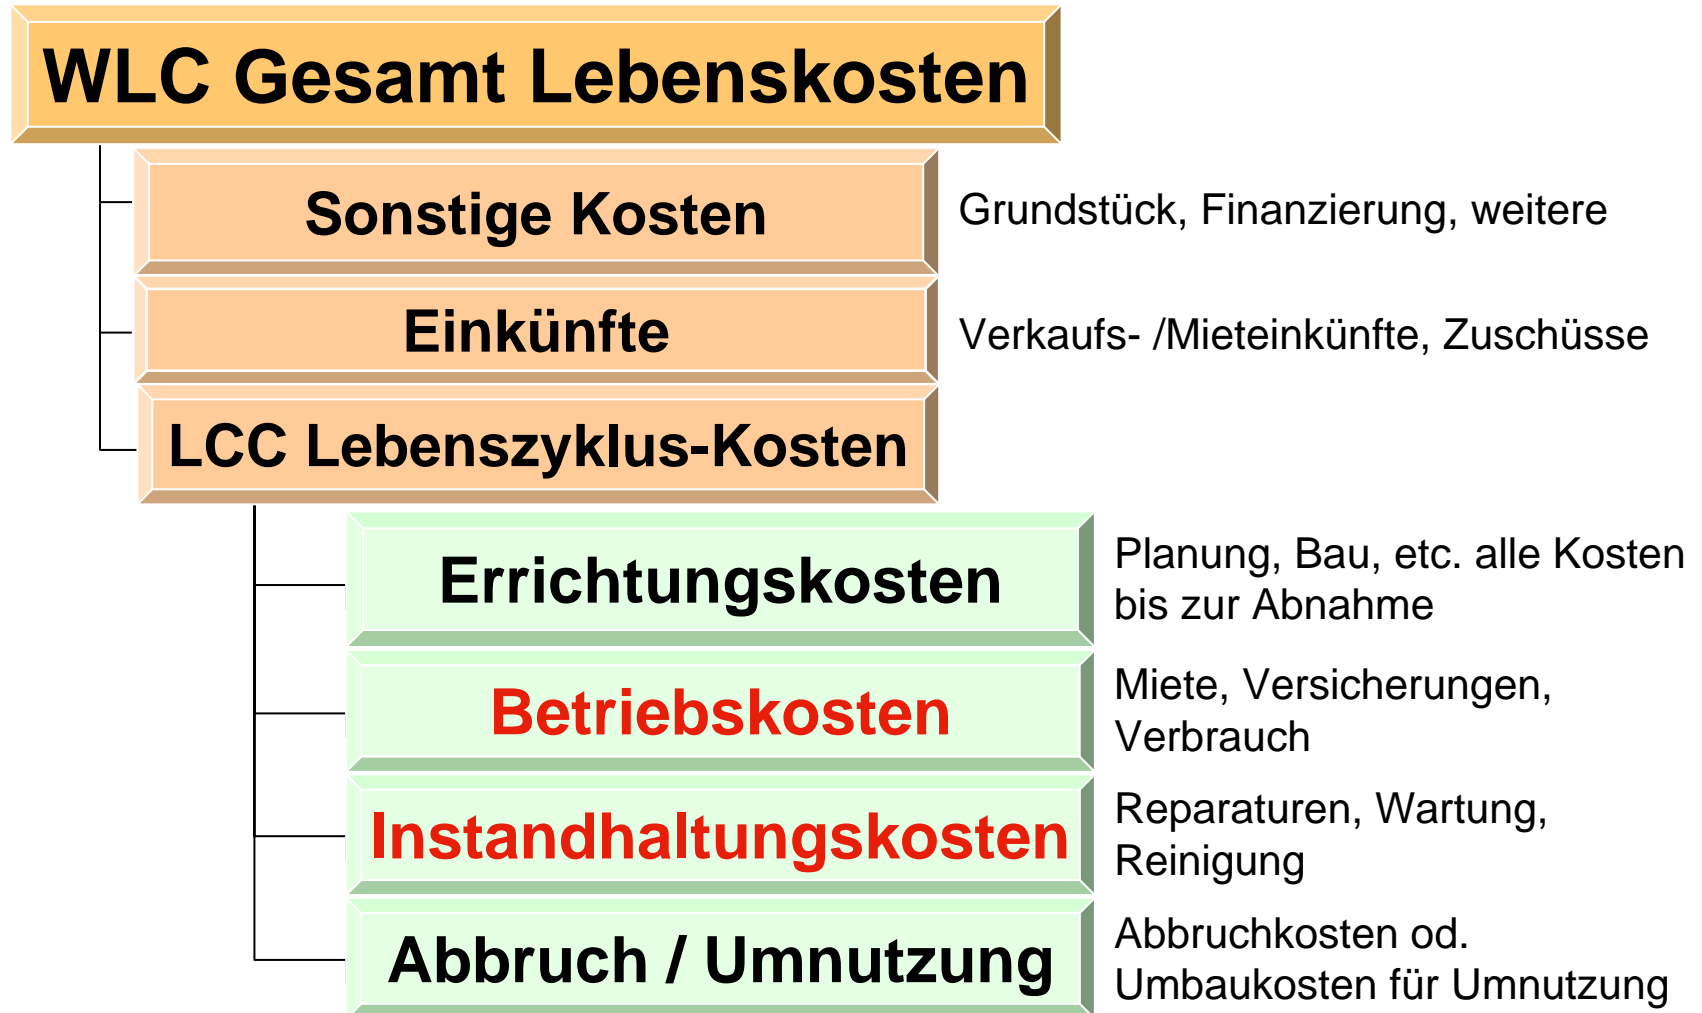 WLC Gesamt Lebenskosten
Sonstige Kosten
Grundstück, Finanzierung, weitere
Einkünfte
Verkaufs- /Mieteinkünfte, Zuschüsse
LCC Lebenszyklus-Kosten
Errichtungskosten
Planung, Bau, etc. alle Kosten
bis zur Abnahme
Betriebskosten
Miete, Versicherungen,
Verbrauch
Instandhaltungskosten
Reparaturen, Wartung,
Reinigung
Abbruch / Umnutzung
Abbruchkosten od.
Umbaukosten für Umnutzung